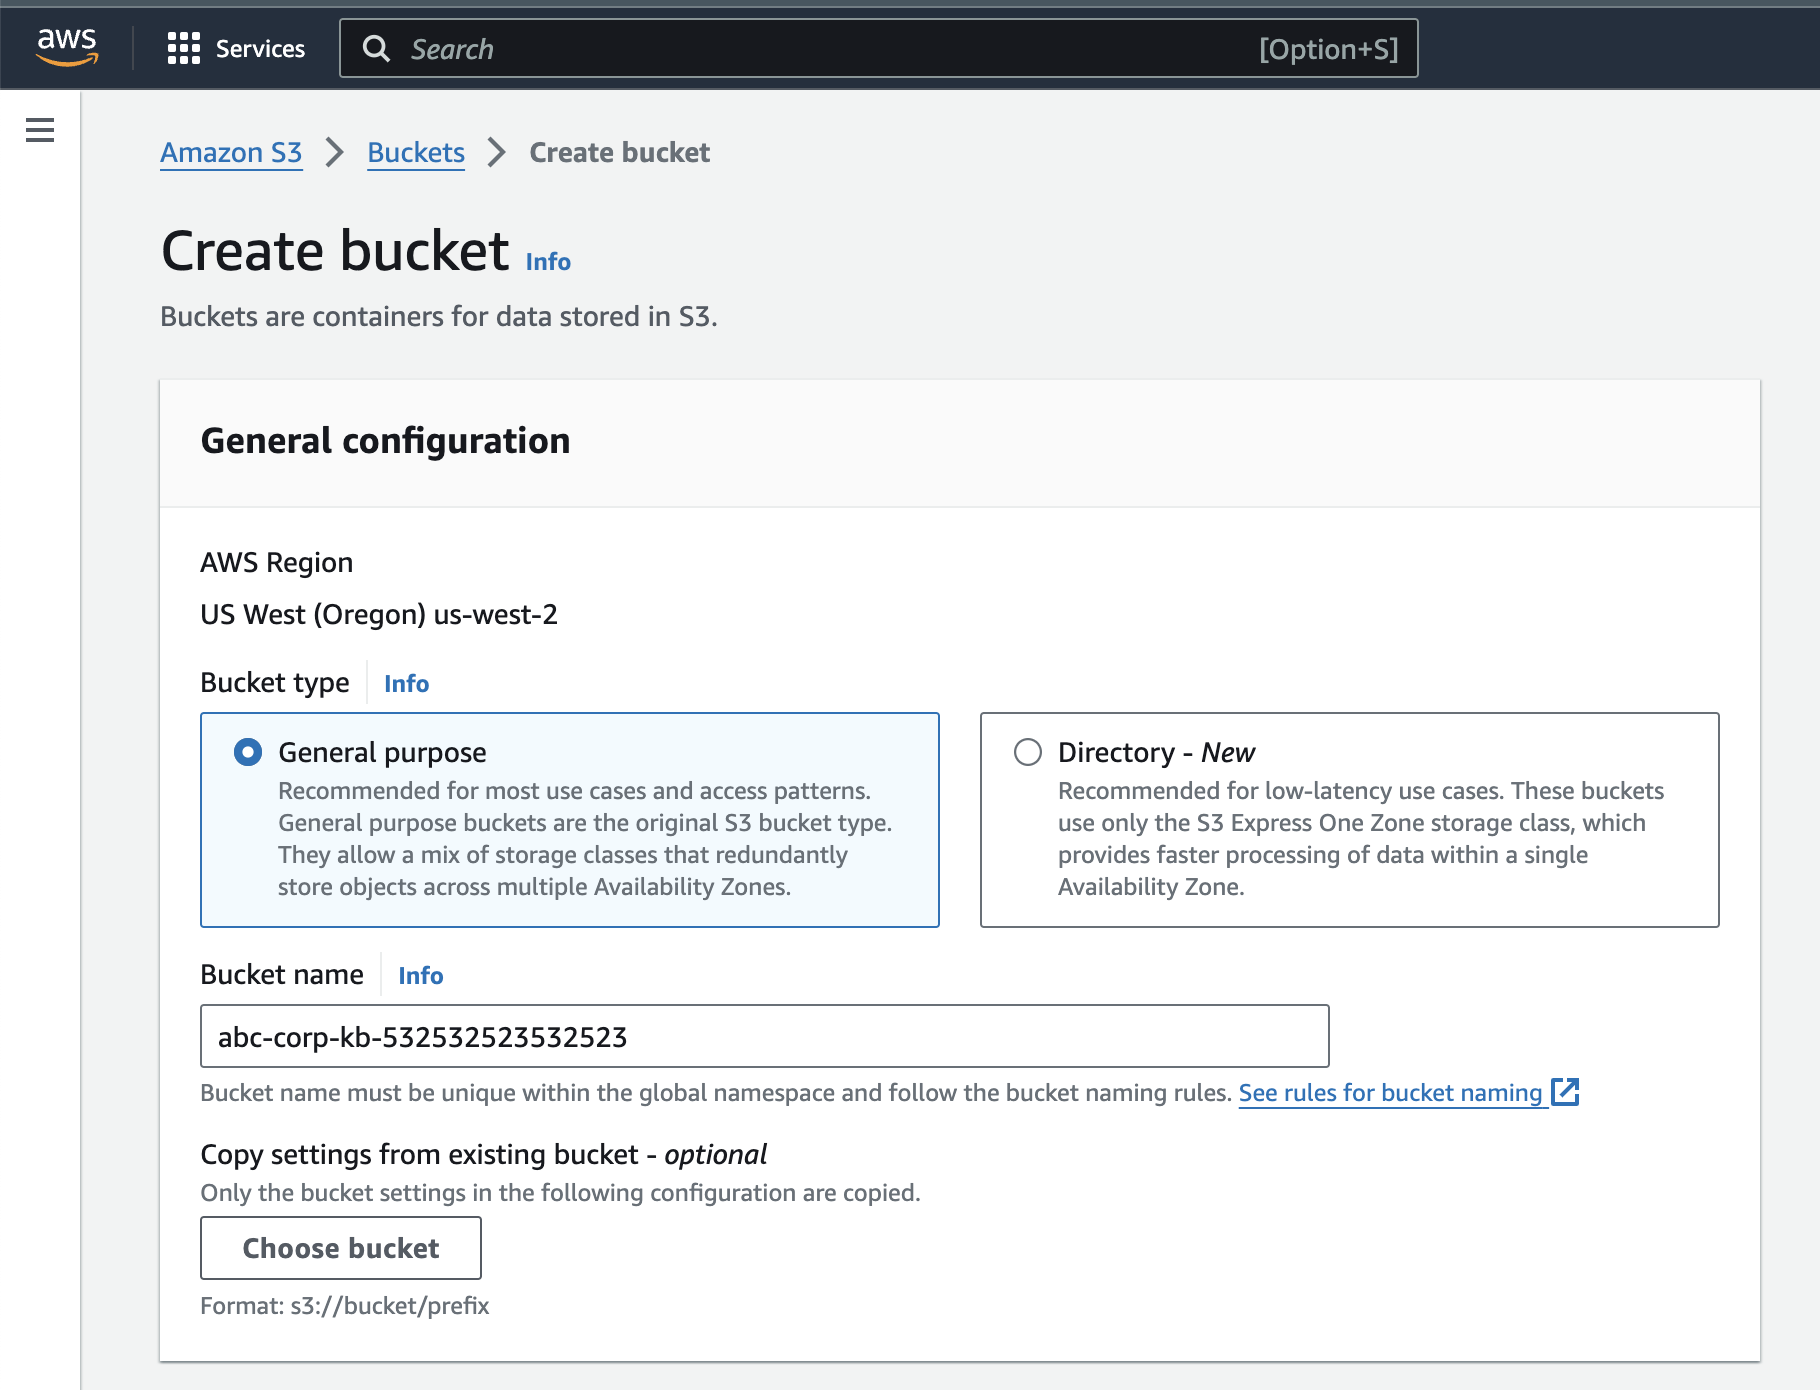 aws
Services
Search
[Option+S]
Amazon S3 > Buckets > Create bucket
Create bucket Info
Buckets are containers for data stored in S3.
General configuration
AWS Region
US West (Oregon) us-west-2
Bucket type
Info
General purpose
Recommended for most use cases and access patterns.
General purpose buckets are the original S3 bucket type.
They allow a mix of storage classes that redundantly
store objects across multiple Availability Zones.
Directory - New
Recommended for low-latency use cases. These buckets
use only the S3 Express One Zone storage class, which
provides faster processing of data within a single
Availability Zone.
Bucket name
Info
abc-corp-kb-532532523532523
Bucket name must be unique within the global namespace and follow the bucket naming rules. See rules for bucket naming
Copy settings from existing bucket - optional
Only the bucket settings in the following configuration are copied.
Choose bucket
Format: s3://bucket/prefix